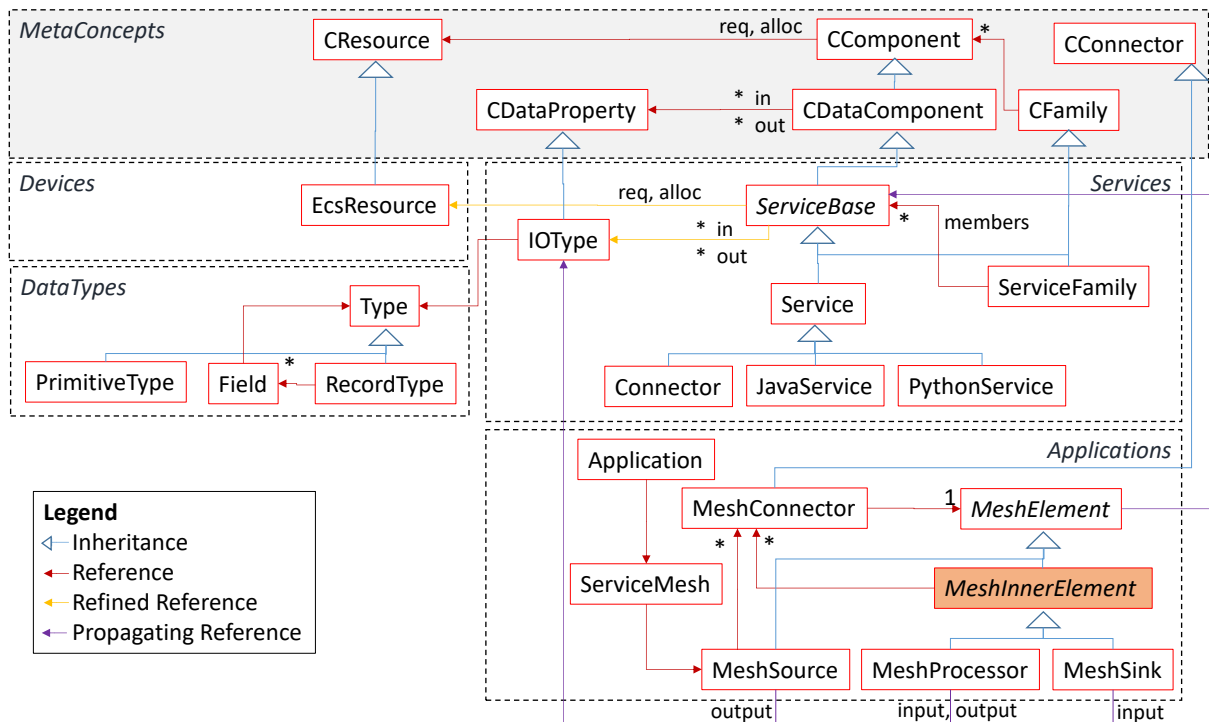 MetaConcepts
CResource
req, alloc
CComponent
*
CConnector
CDataProperty
* in
* out
CDataComponent
CFamily
Devices
EcsResource
req, alloc
ServiceBase
*
Services
members
IOType
* in
* out
ServiceFamily
DataTypes
Type
Service
*
PrimitiveType
Field
RecordType
Connector
JavaService
PythonService
Applications
Application
MeshConnector
1
MeshElement
*
*
ServiceMesh
MeshInnerElement
MeshSource
MeshProcessor
MeshSink
output
input, output
input
Legend
Inheritance
Reference
Refined Reference
Propagating Reference